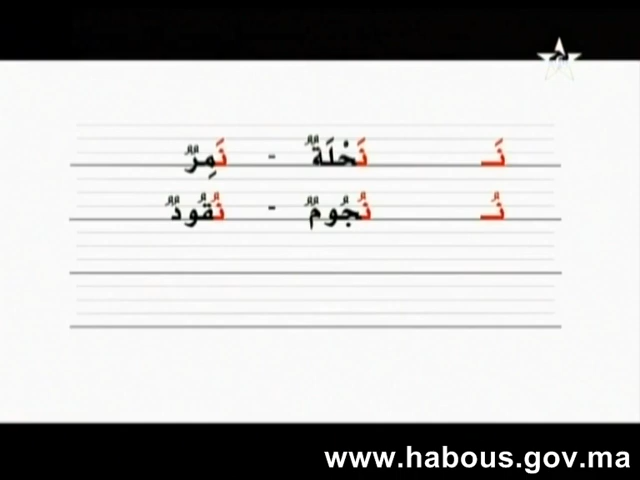 نَـ نَحْلَةٌ - نَمِرٌ
نُـ نُجُومٌ - نُقُودٌ
www.habous.gov.ma